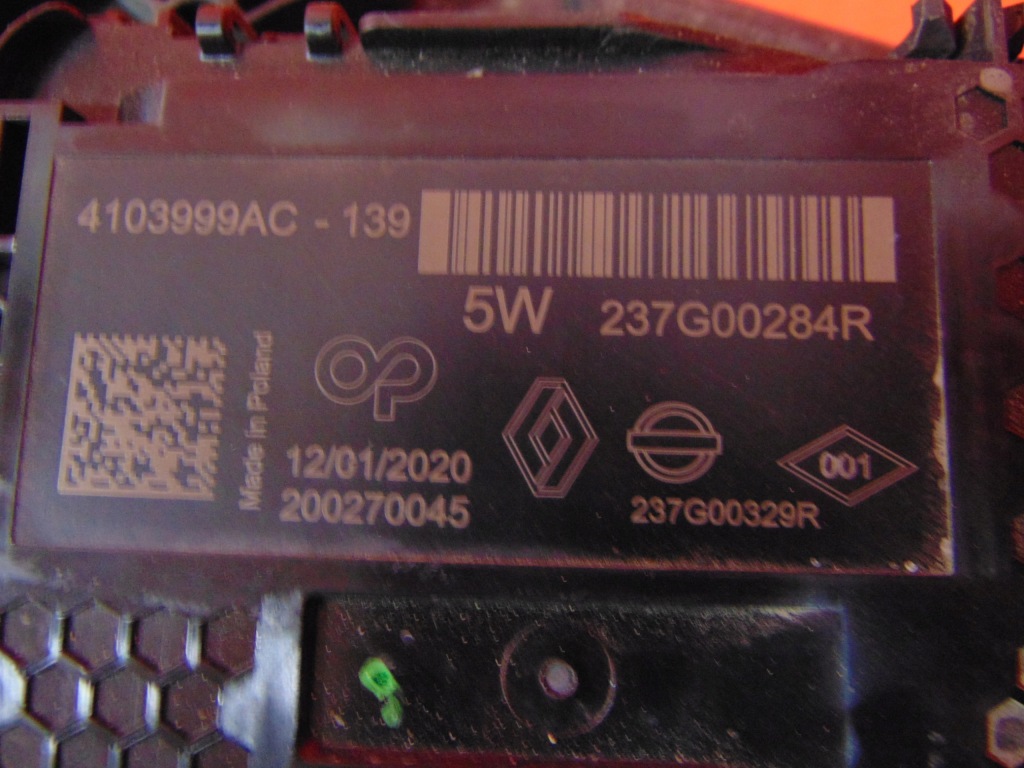 4103999AC - 139
5W 237G00284R
Made in Poland
12/01/2020
200270045
001
237G00329R